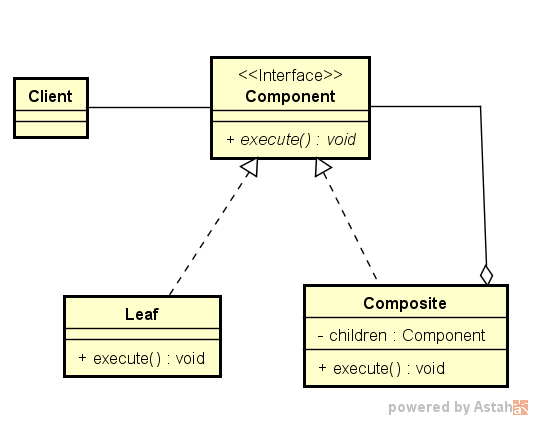 <<Interface>>
Client
Component
+ execute() : void
Leaf
+ execute() : void
Composite
- children : Component
+ execute() : void
powered by Astah